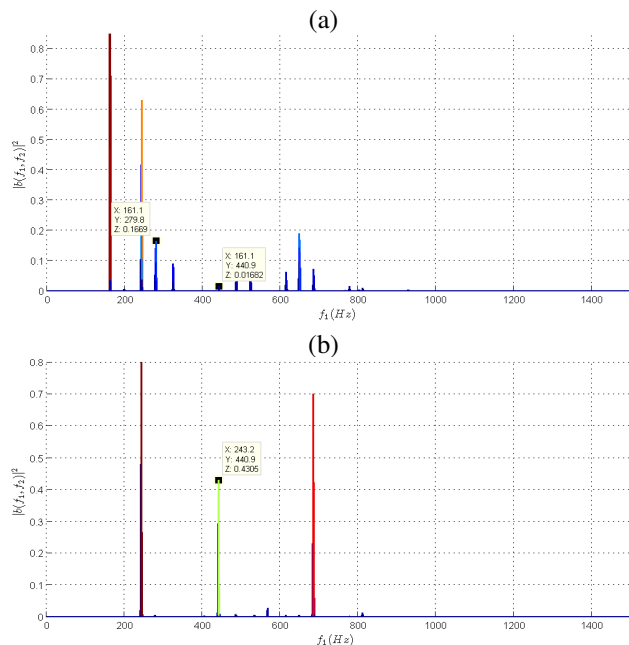 (a)
0.8
0.7
0.6
0.5
0.4
0.3
0.2
0.1
0
|b(f₁, f₂)|²
X: 161.1
Y: 279.8
Z: 0.1669
X: 161.1
Y: 440.9
Z: 0.01682
0 200 400 600 800 1000 1200 1400
f₁(Hz)
(b)
0.8
0.7
0.6
0.5
0.4
0.3
0.2
0.1
0
|b(f₁, f₂)|²
X: 243.2
Y: 440.9
Z: 0.4305
0 200 400 600 800 1000 1200 1400
f₁(Hz)